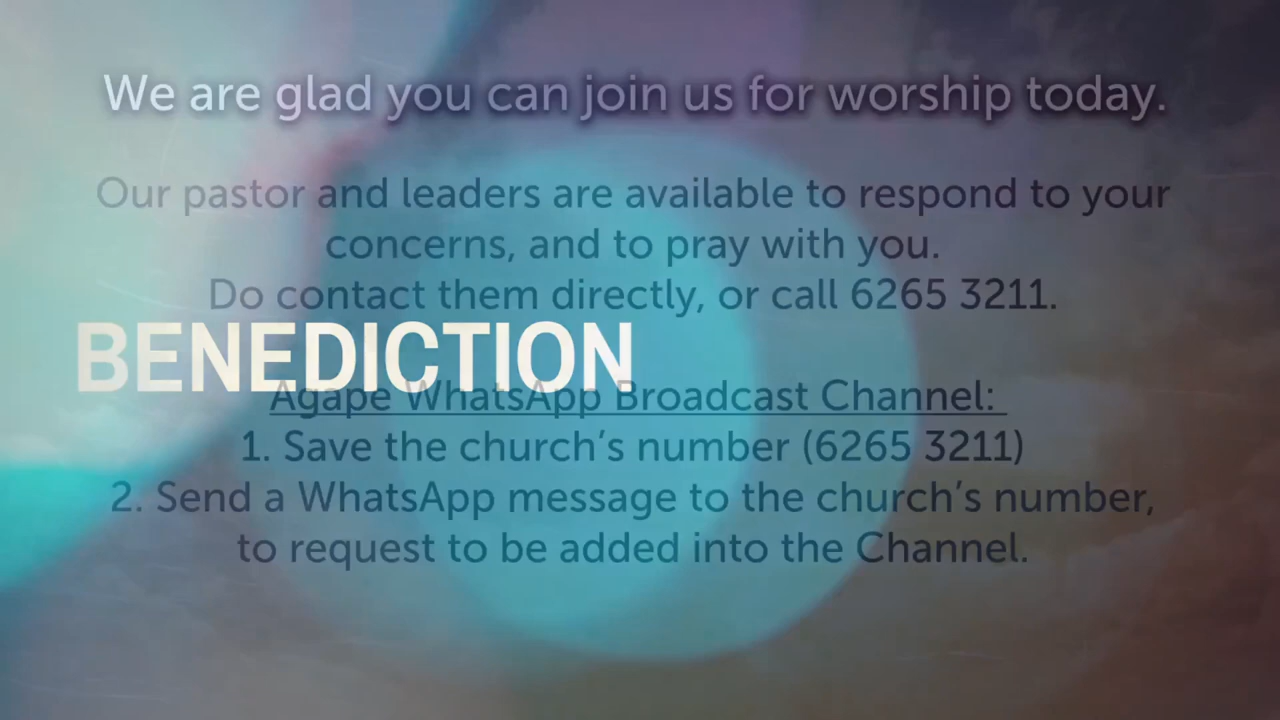 We are glad you can join us for worship today.
Our pastor and leaders are available to respond to your
concerns, and to pray with you.
Do contact them directly, or call 6265 3211.
BENEDICTION
Agape WhatsApp Broadcast Channel:
1. Save the church’s number (6265 3211)
2. Send a WhatsApp message to the church’s number,
to request to be added into the Channel.